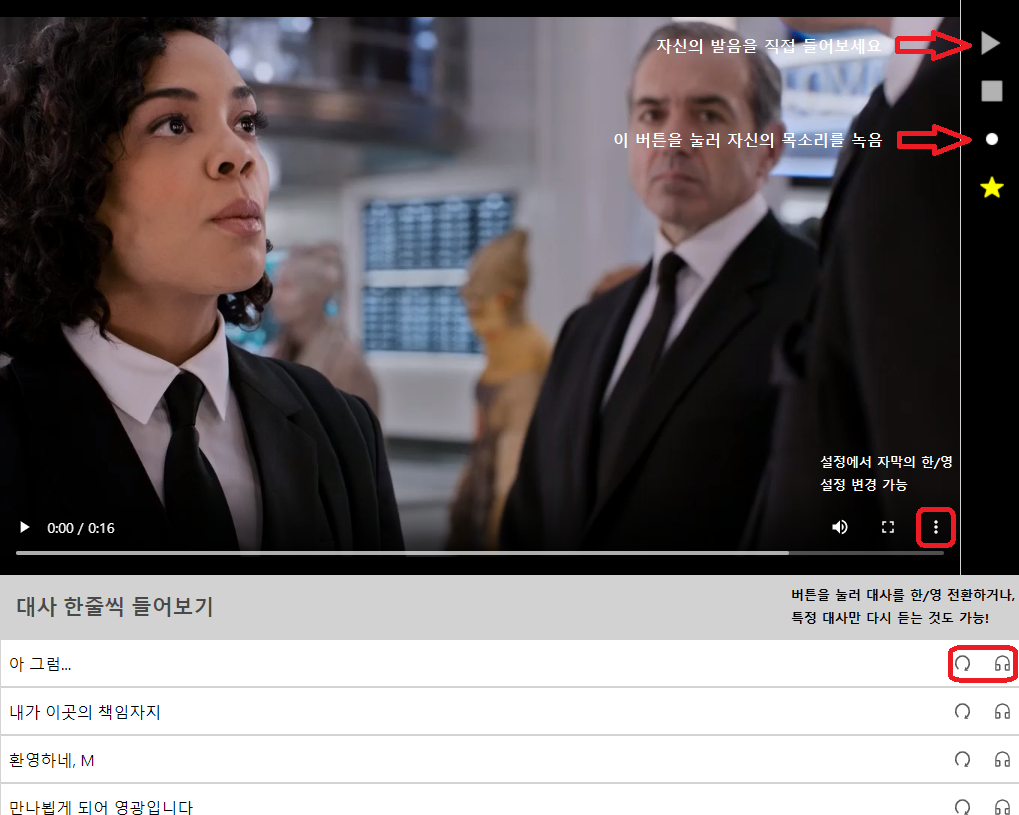 자신의 발음을 직접 들어보세요
이 버튼을 눌러 자신의 목소리를 녹음
설정에서 자막의 한/영
설정 변경 가능
0:00 / 0:16
대사 한줄씩 들어보기
버튼을 눌러 대사를 한/영 전환하거나,
특정 대사만 다시 듣는 것도 가능!
아 그럼...
내가 이곳의 책임자지
환영하네, M
만나뵙게 되어 영광입니다